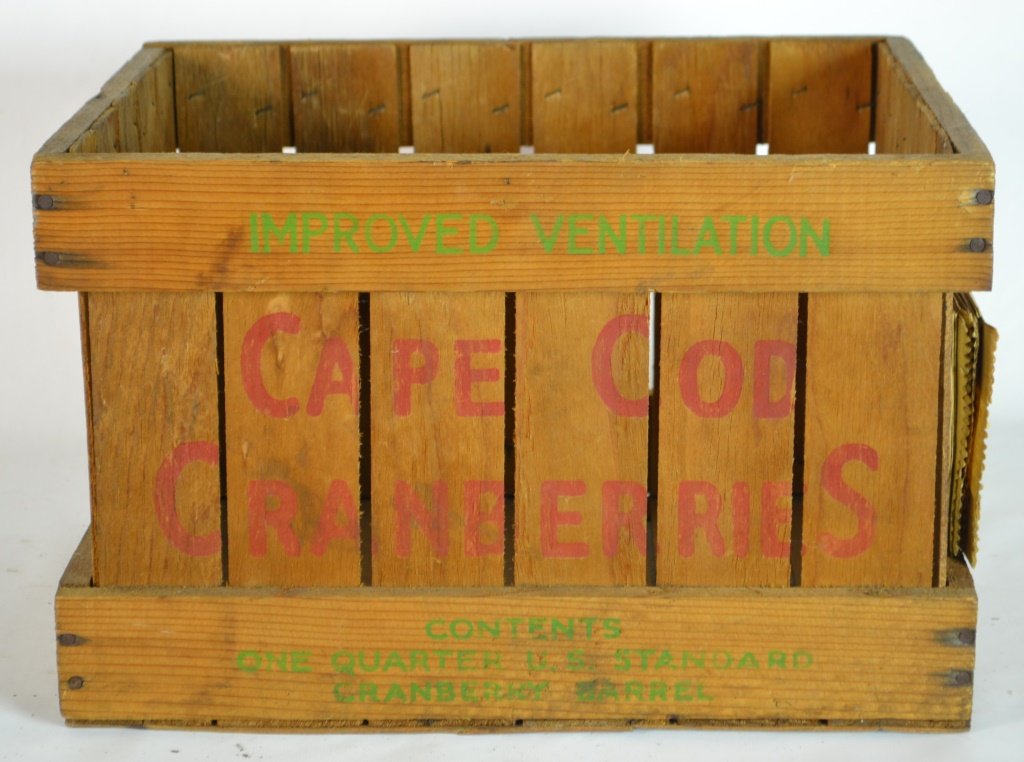 IMPROVED VENTILATION
CAPE COD
CRANBERRIES
CONTENTS
ONE QUARTER U.S. STANDARD
CRANBERRY BARREL